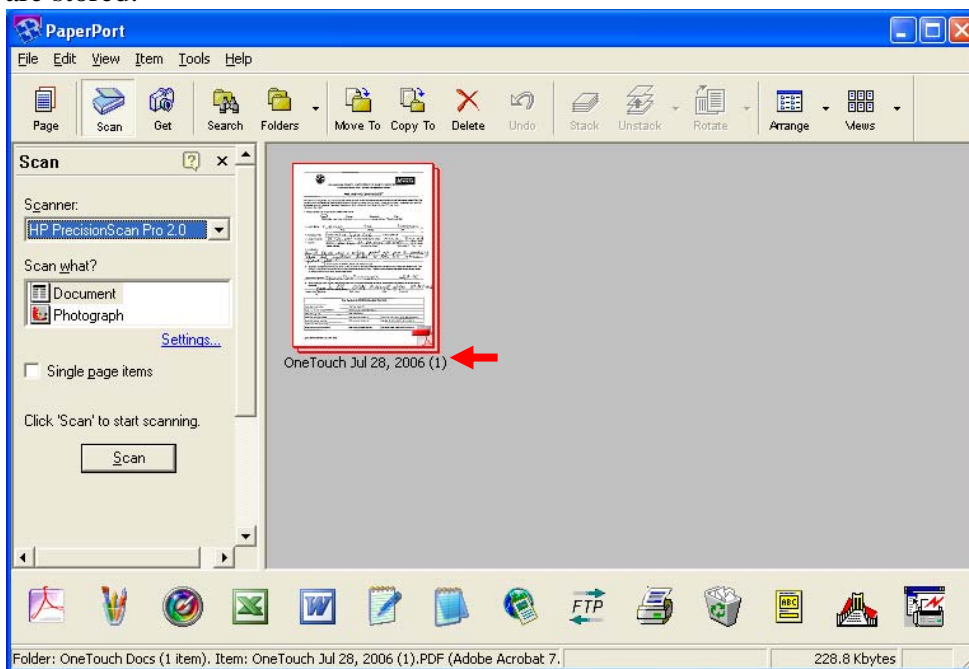 are stored.
PaperPort
File Edit View Item Tools Help
Page Scan Get Search Folders Move To Copy To Delete Undo Stack Unstack Rotate Arrange Views
Scan
Scanner:
HP PrecisionScan Pro 2.0
Scan what?
Document
Photograph
Settings...
Single page items
Click 'Scan' to start scanning.
Scan
OneTouch Jul 28, 2006 (1)
FTP
ABC
Folder: OneTouch Docs (1 item). Item: OneTouch Jul 28, 2006 (1).PDF (Adobe Acrobat 7. 228.8 Kbytes